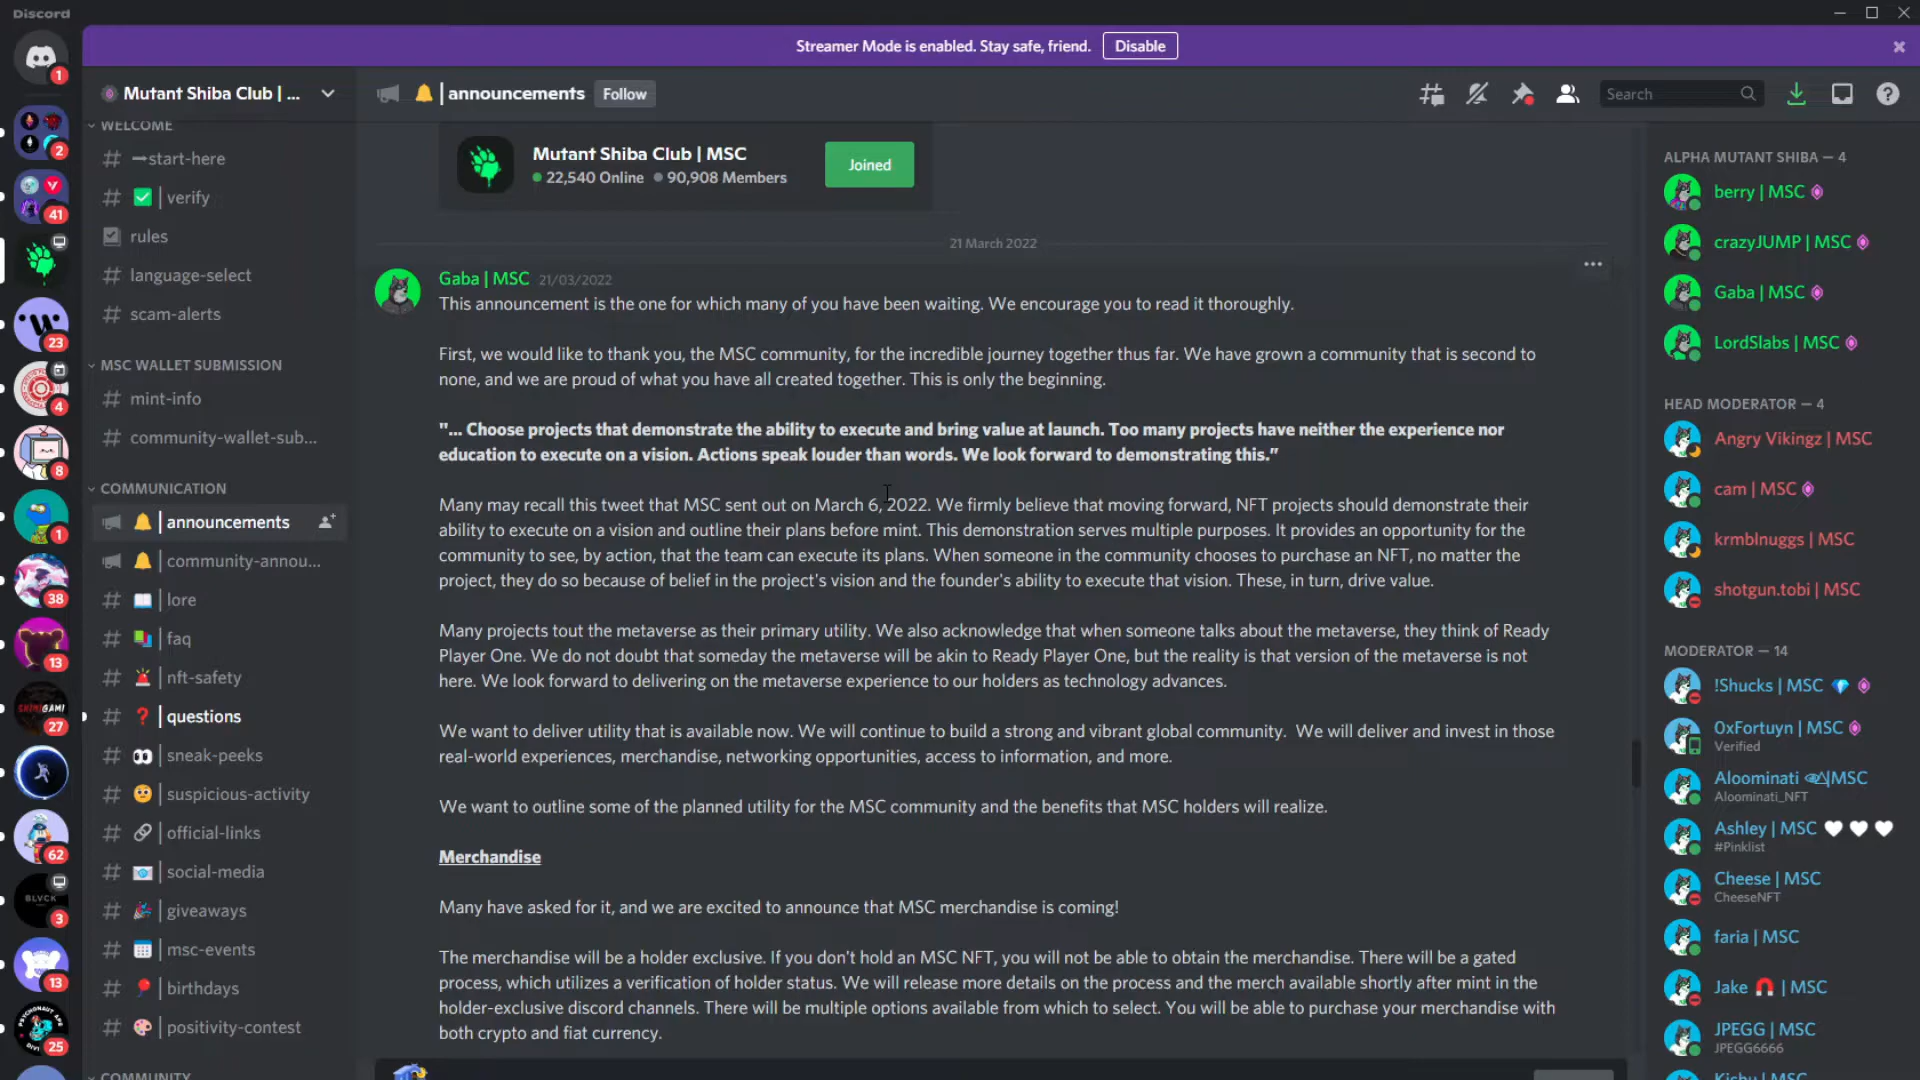 Discord
Streamer Mode is enabled. Stay safe, friend. Disable
1
Mutant Shiba Club | ...
announcements Follow
Search
WELCOME
start-here
verify
rules
language-select
scam-alerts
MSC WALLET SUBMISSION
mint-info
community-wallet-sub...
COMMUNICATION
announcements
community-annou...
lore
faq
nft-safety
questions
sneak-peeks
suspicious-activity
official-links
social-media
giveaways
msc-events
birthdays
positivity-contest
COMMUNITY
2
41
23
4
8
1
38
13
SHINIGAMI
27
62
BLVCK
3
13
PSYCHONAUT APE
25
Mutant Shiba Club | MSC
22,540 Online 90,908 Members
Joined
21 March 2022
Gaba | MSC 21/03/2022
This announcement is the one for which many of you have been waiting. We encourage you to read it thoroughly.
First, we would like to thank you, the MSC community, for the incredible journey together thus far. We have grown a community that is second to
none, and we are proud of what you have all created together. This is only the beginning.
"... Choose projects that demonstrate the ability to execute and bring value at launch. Too many projects have neither the experience nor
education to execute on a vision. Actions speak louder than words. We look forward to demonstrating this."
Many may recall this tweet that MSC sent out on March 6, 2022. We firmly believe that moving forward, NFT projects should demonstrate their
ability to execute on a vision and outline their plans before mint. This demonstration serves multiple purposes. It provides an opportunity for the
community to see, by action, that the team can execute its plans. When someone in the community chooses to purchase an NFT, no matter the
project, they do so because of belief in the project's vision and the founder's ability to execute that vision. These, in turn, drive value.
Many projects tout the metaverse as their primary utility. We also acknowledge that when someone talks about the metaverse, they think of Ready
Player One. We do not doubt that someday the metaverse will be akin to Ready Player One, but the reality is that version of the metaverse is not
here. We look forward to delivering on the metaverse experience to our holders as technology advances.
We want to deliver utility that is available now. We will continue to build a strong and vibrant global community. We will deliver and invest in those
real-world experiences, merchandise, networking opportunities, access to information, and more.
We want to outline some of the planned utility for the MSC community and the benefits that MSC holders will realize.
Merchandise
Many have asked for it, and we are excited to announce that MSC merchandise is coming!
The merchandise will be a holder exclusive. If you don't hold an MSC NFT, you will not be able to obtain the merchandise. There will be a gated
process, which utilizes a verification of holder status. We will release more details on the process and the merch available shortly after mint in the
holder-exclusive discord channels. There will be multiple options available from which to select. You will be able to purchase your merchandise with
both crypto and fiat currency.
ALPHA MUTANT SHIBA — 4
berry | MSC
crazyJUMP | MSC
Gaba | MSC
LordSlabs | MSC
HEAD MODERATOR — 4
Angry Vikingz | MSC
cam | MSC
krmblnuggs | MSC
shotgun.tobi | MSC
MODERATOR — 14
!Shucks | MSC
0xFortuyn | MSC
Verified
Aloominati |MSC
Aloominati_NFT
Ashley | MSC
#Pinklist
Cheese | MSC
CheeseNFT
faria | MSC
Jake | MSC
JPEGG | MSC
JPEGG6666
Kishu | MSC